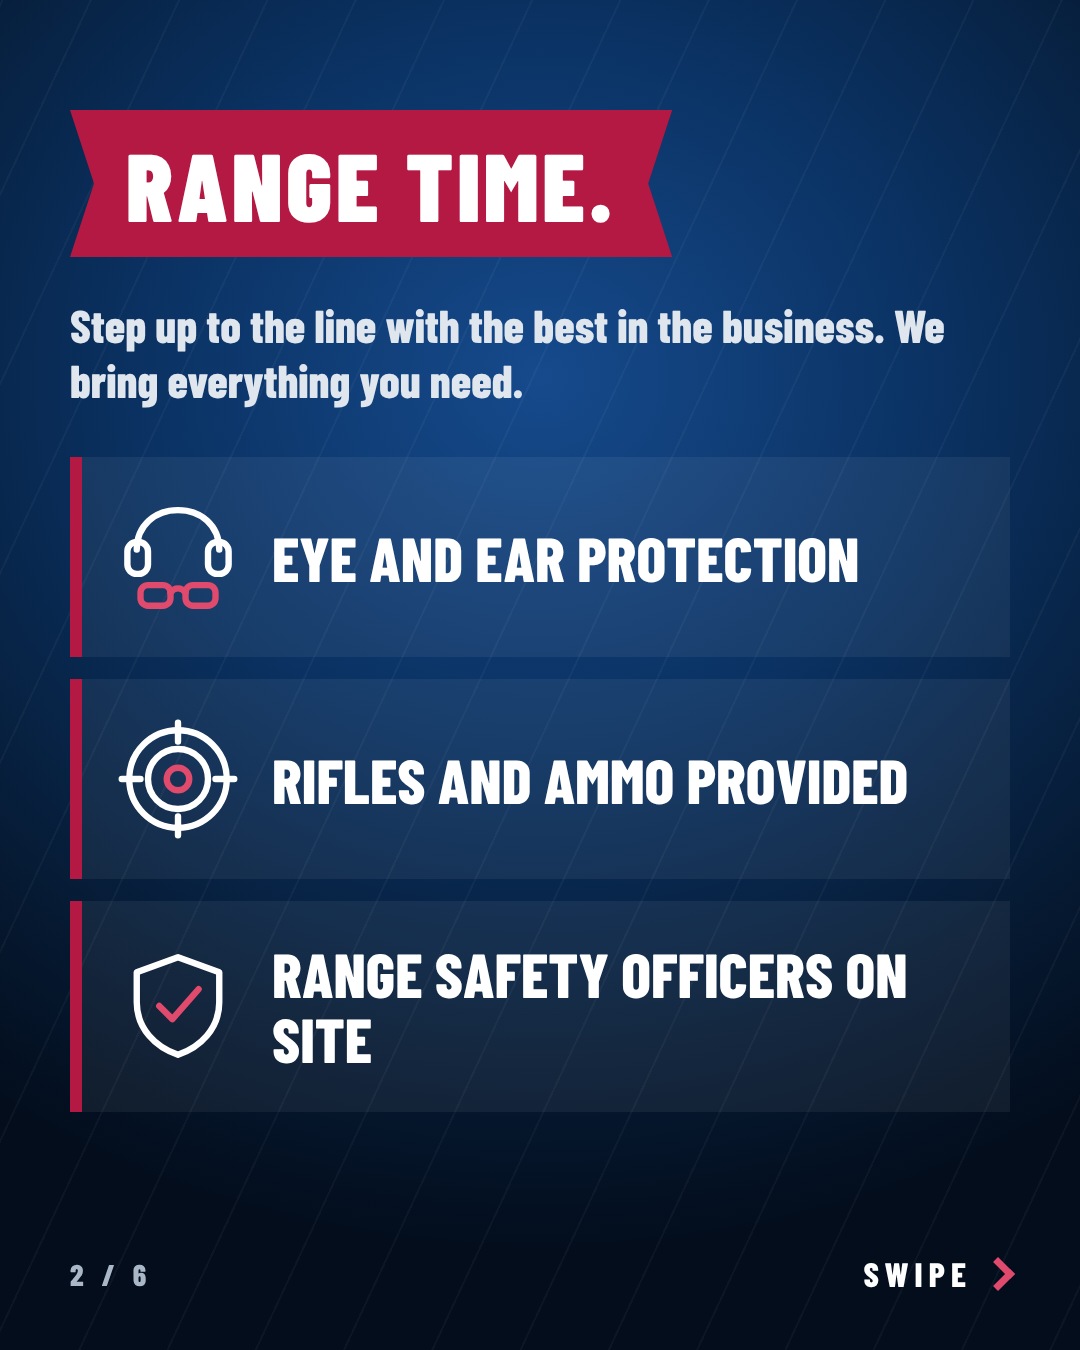 RANGE TIME.
Step up to the line with the best in the business. We
bring everything you need.
EYE AND EAR PROTECTION
RIFLES AND AMMO PROVIDED
RANGE SAFETY OFFICERS ON
SITE
2 / 6
SWIPE